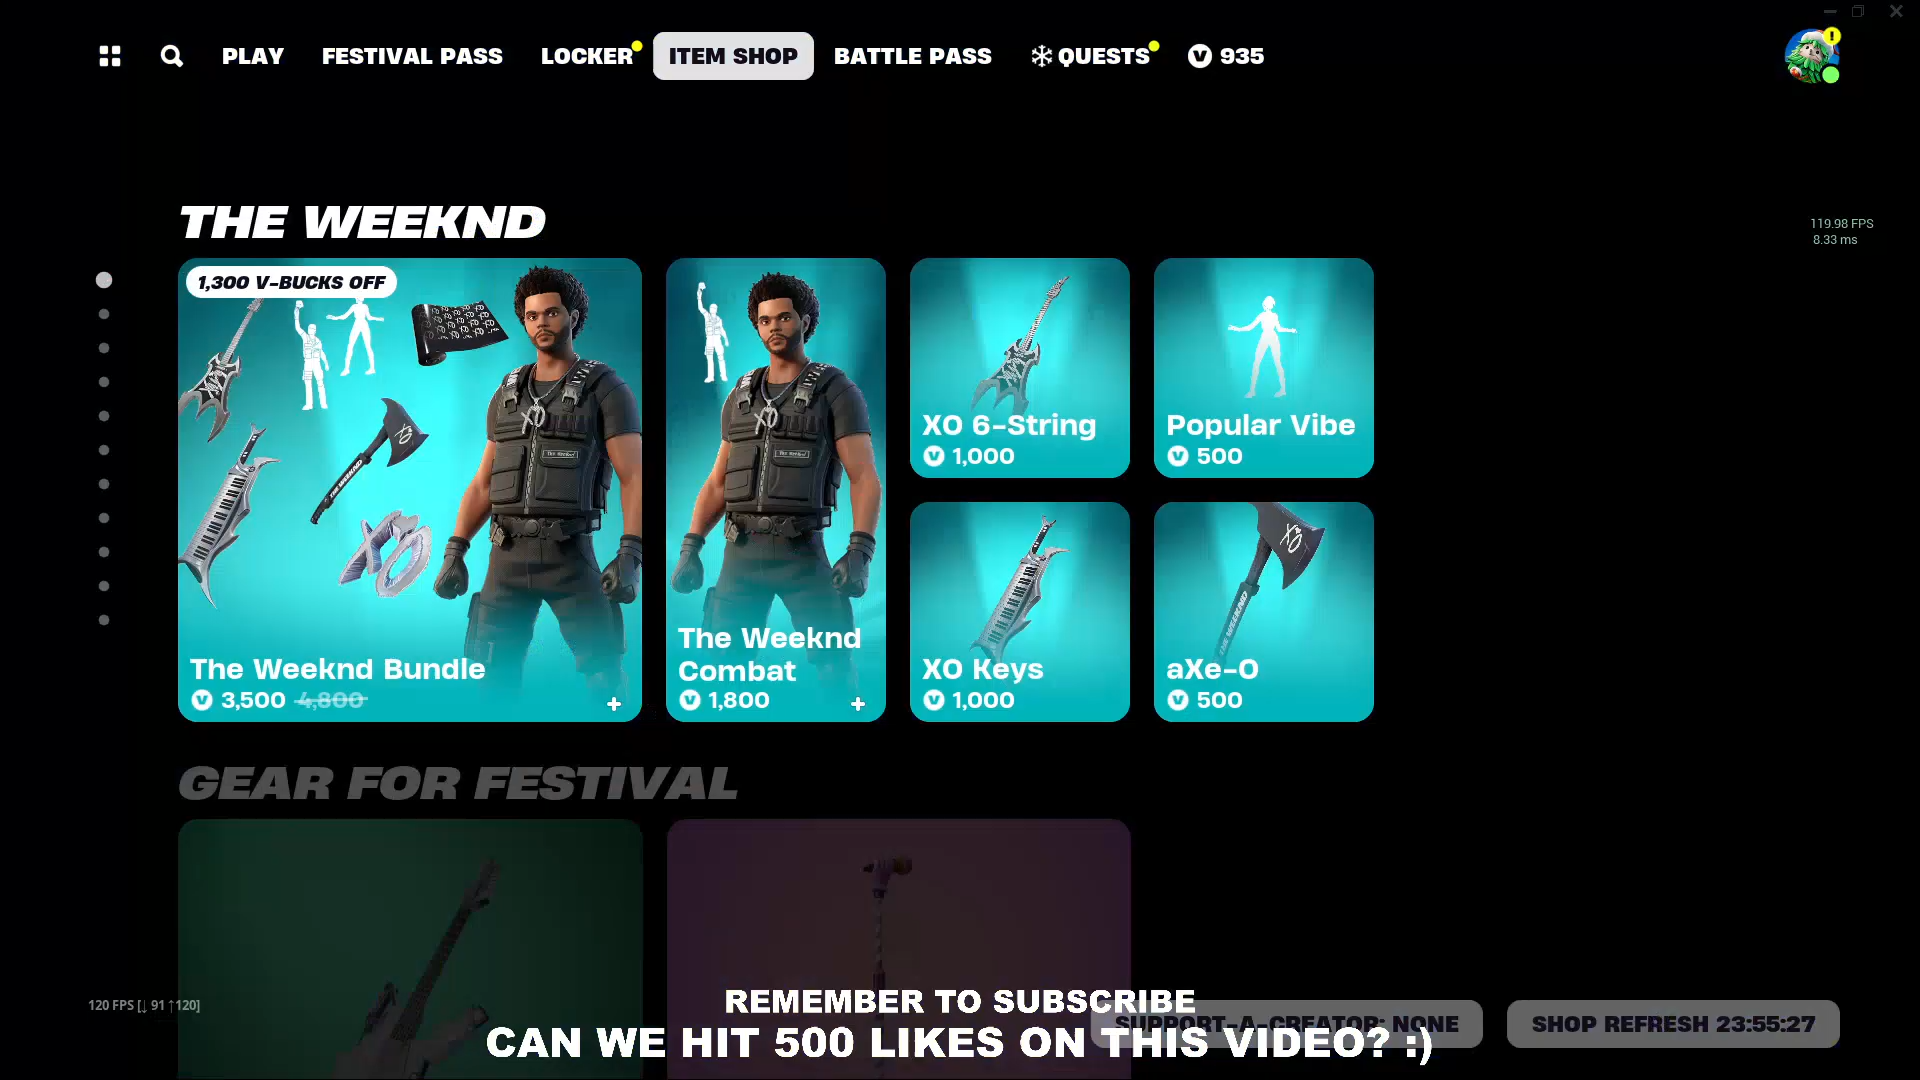 PLAY
FESTIVAL PASS
LOCKER
ITEM SHOP
BATTLE PASS
QUESTS
935
THE WEEKND
119.98 FPS
8.33 ms
1,300 V-BUCKS OFF
The Weeknd Bundle
3,500 4,800
The Weeknd
Combat
1,800
XO 6-String
1,000
Popular Vibe
500
XO Keys
1,000
aXe-O
500
GEAR FOR FESTIVAL
120 FPS [↓ 91 ↑120]
REMEMBER TO SUBSCRIBE
CAN WE HIT 500 LIKES ON THIS VIDEO? :)
SUPPORT-A-CREATOR: NONE
SHOP REFRESH 23:55:27